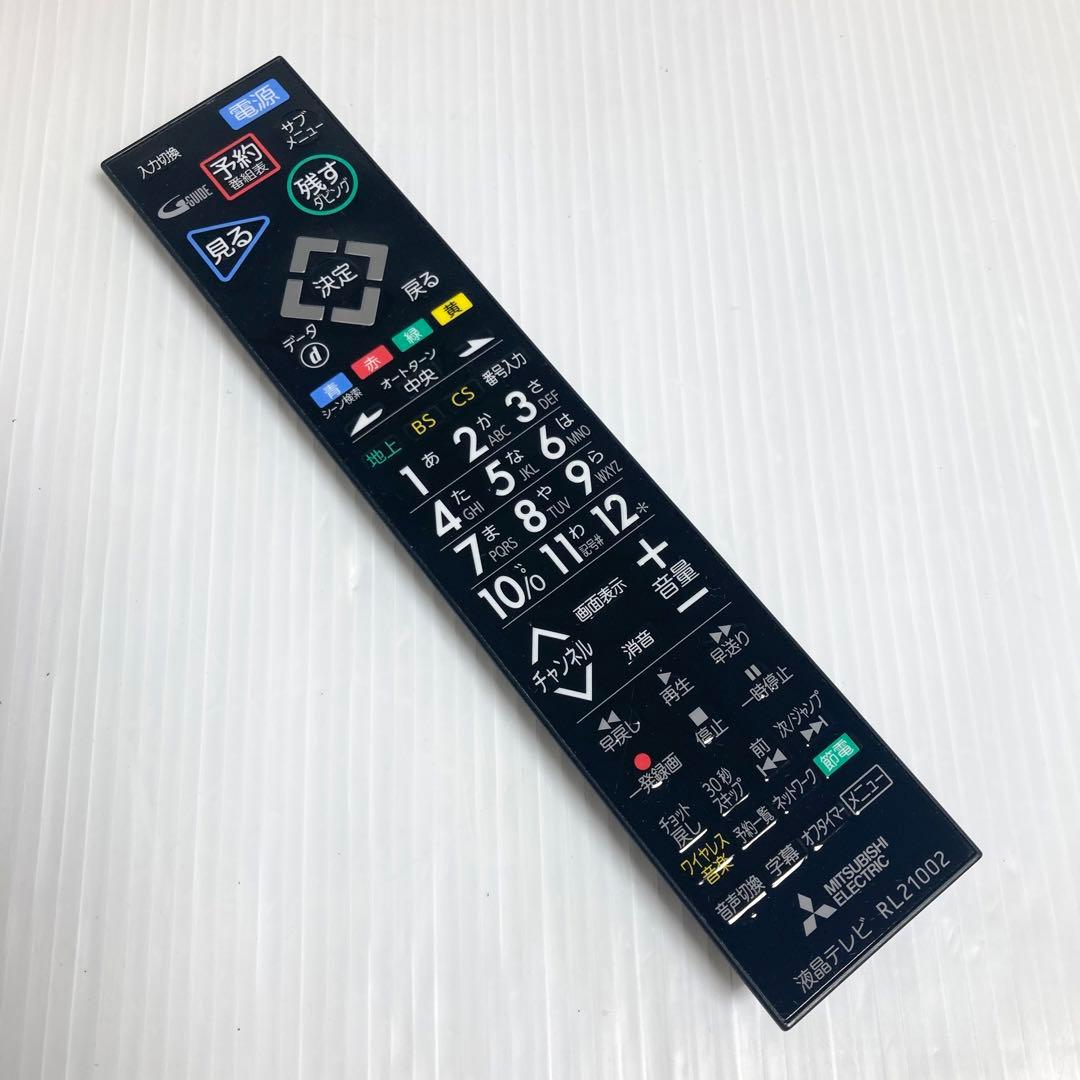 電源
入力切換
予約
番組表
サブ
メニュー
G-GUIDE
見る
残す
ダビング
決定
戻る
データ
d
青
赤
緑
黄
シーン検索
オートターン
中央
番号入力
地上
BS
CS
1あ
2か
ABC
3さ
DEF
4た
GHI
5な
JKL
6は
MNO
7ま
PQRS
8や
TUV
9ら
WXYZ
10
11わ
記号#
12*
画面表示
+
音量
−
チャンネル
消音
早戻し
再生
早送り
一発録画
停止
一時停止
チョット
戻し
30秒
スキップ
前
次/ジャンプ
ワイヤレス
音楽
予約一覧
ネットワーク
節電
音声切換
字幕
オフタイマー
メニュー
MITSUBISHI
ELECTRIC
液晶テレビ RL21002